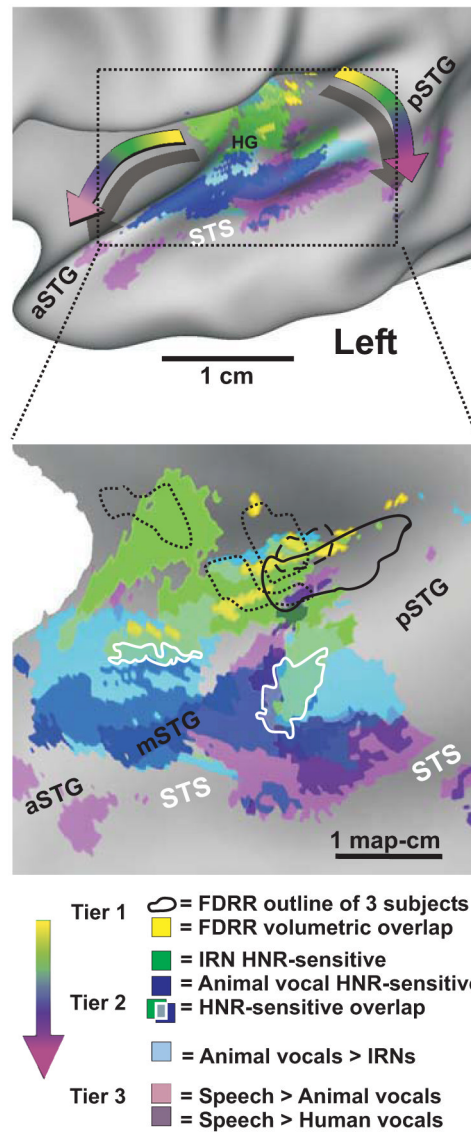 pSTG
HG
STS
aSTG
Left
1 cm
pSTG
mSTG
aSTG
STS
STS
1 map-cm
Tier 1
= FDRR outline of 3 subjects
= FDRR volumetric overlap
= IRN HNR-sensitive
= Animal vocal HNR-sensitive
Tier 2
= HNR-sensitive overlap
= Animal vocals > IRNs
Tier 3
= Speech > Animal vocals
= Speech > Human vocals